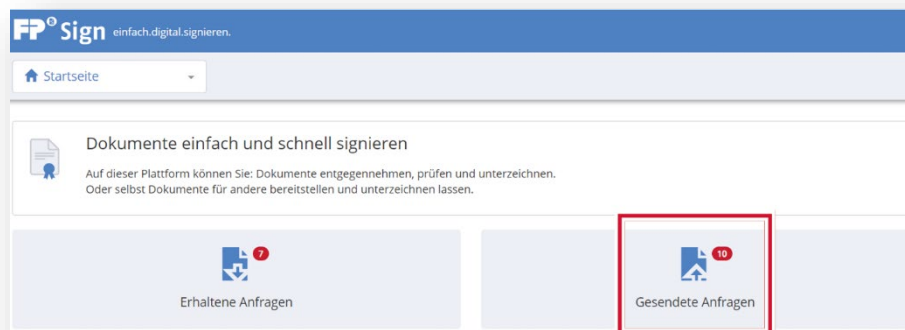 FP® Sign einfach.digital.signieren.
Startseite
Dokumente einfach und schnell signieren
Auf dieser Plattform können Sie: Dokumente entgegennehmen, prüfen und unterzeichnen.
Oder selbst Dokumente für andere bereitstellen und unterzeichnen lassen.
7
Erhaltene Anfragen
10
Gesendete Anfragen